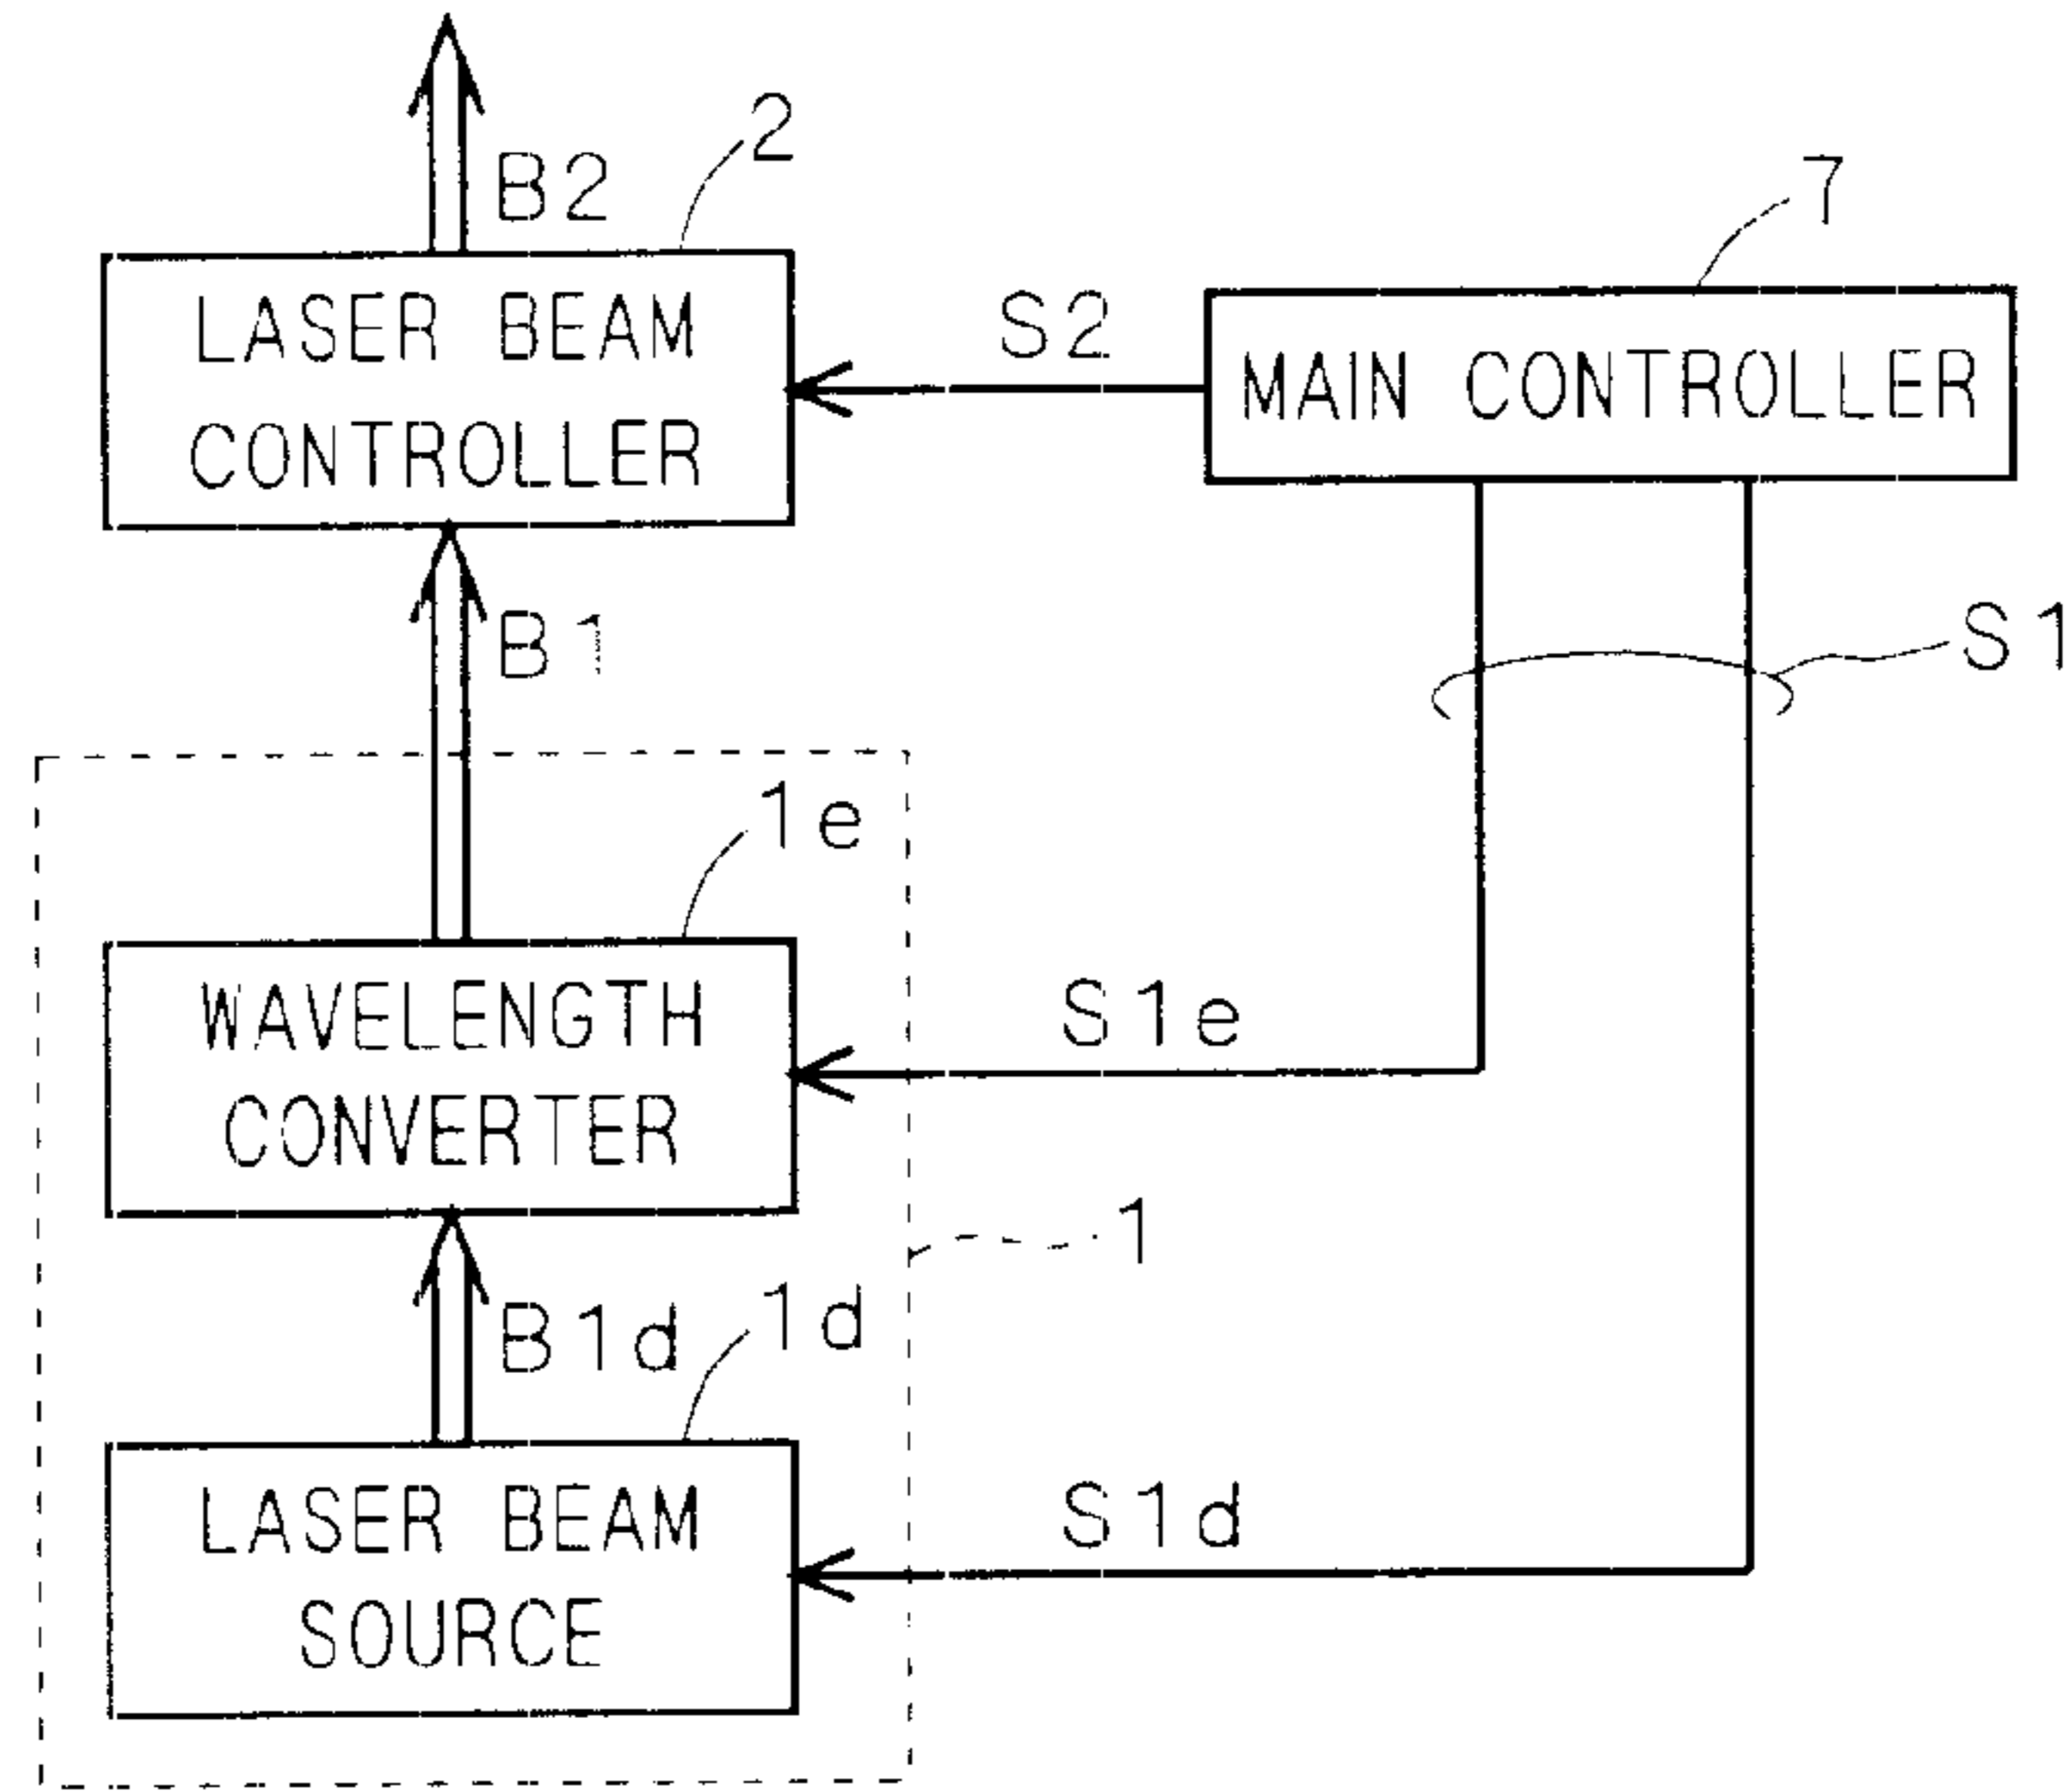 2
B2
7
LASER BEAM
CONTROLLER
S2
MAIN CONTROLLER
B1
S1
1e
WAVELENGTH
CONVERTER
S1e
1
B1d
1d
LASER BEAM
SOURCE
S1d